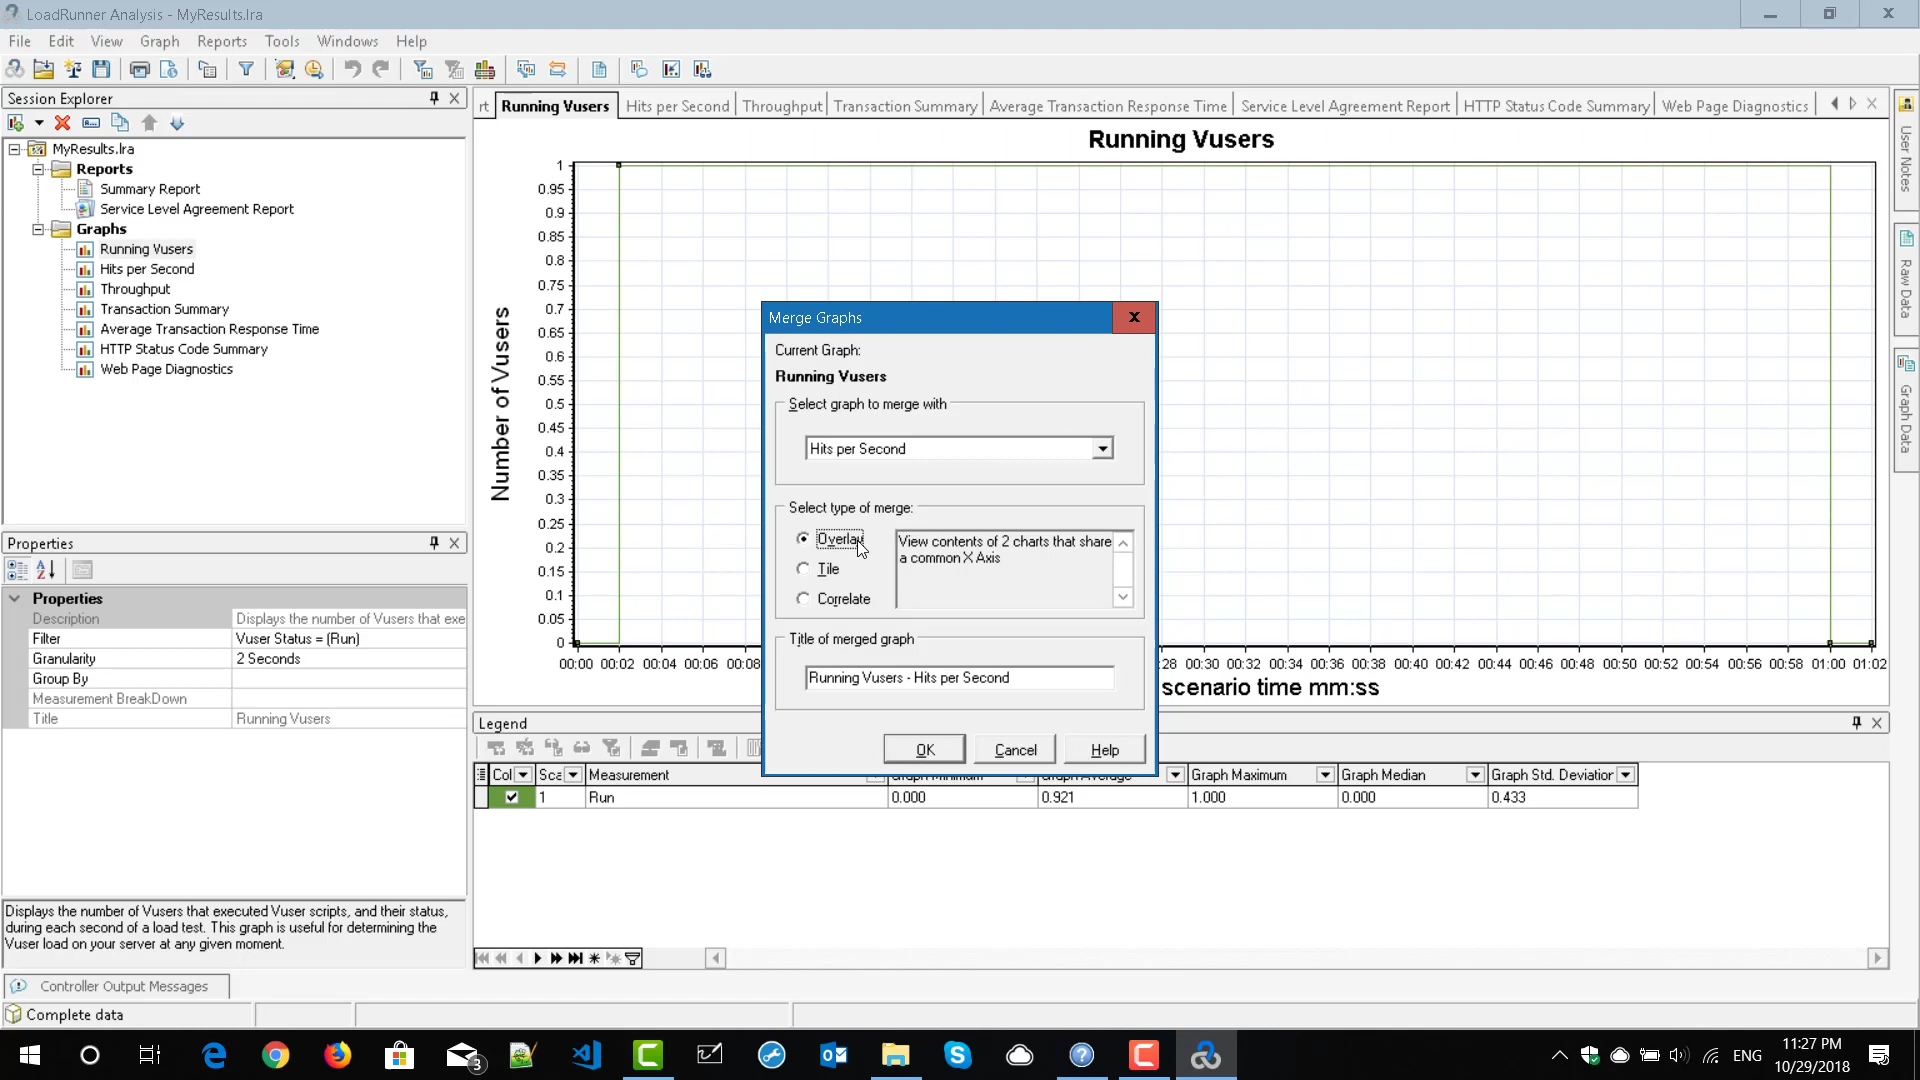 LoadRunner Analysis - MyResults.lra
File Edit View Graph Reports Tools Windows Help
Session Explorer
MyResults.lra
Reports
Summary Report
Service Level Agreement Report
Graphs
Running Vusers
Hits per Second
Throughput
Transaction Summary
Average Transaction Response Time
HTTP Status Code Summary
Web Page Diagnostics
Properties
Properties
Description Displays the number of Vusers that exe
Filter Vuser Status = (Run)
Granularity 2 Seconds
Group By
Measurement BreakDown
Title Running Vusers
Displays the number of Vusers that executed Vuser scripts, and their status,
during each second of a load test. This graph is useful for determining the
Vuser load on your server at any given moment.
Controller Output Messages
Complete data
rt Running Vusers Hits per Second Throughput Transaction Summary Average Transaction Response Time Service Level Agreement Report HTTP Status Code Summary Web Page Diagnostics
Running Vusers
Number of Vusers
1
0.95
0.9
0.85
0.8
0.75
0.7
0.65
0.6
0.55
0.5
0.45
0.4
0.35
0.3
0.25
0.2
0.15
0.1
0.05
0
00:00 00:02 00:04 00:06 00:08 :28 00:30 00:32 00:34 00:36 00:38 00:40 00:42 00:44 00:46 00:48 00:50 00:52 00:54 00:56 00:58 01:00 01:02
scenario time mm:ss
Merge Graphs
Current Graph:
Running Vusers
Select graph to merge with
Hits per Second
Select type of merge:
Overlay
Tile
Correlate
View contents of 2 charts that share
a common X Axis
Title of merged graph
Running Vusers - Hits per Second
OK Cancel Help
Legend
Col Sca Measurement Graph Minimum Graph Average Graph Maximum Graph Median Graph Std. Deviatior
1 Run 0.000 0.921 1.000 0.000 0.433
User Notes
Raw Data
Graph Data
3
ENG
11:27 PM
10/29/2018